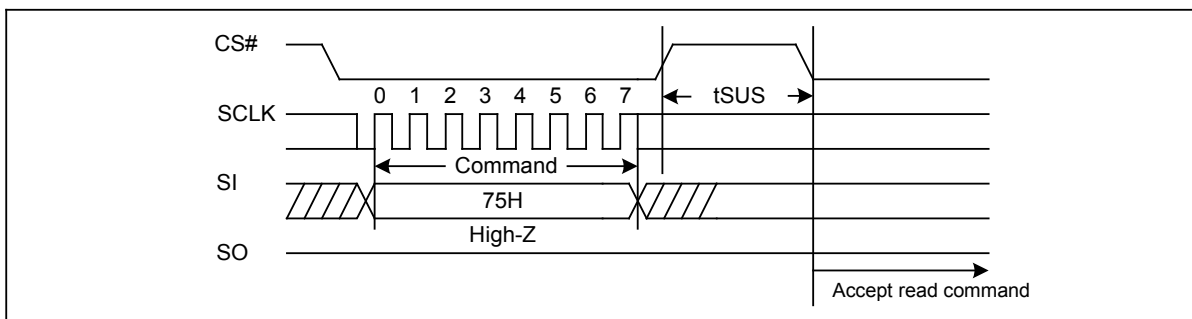 CS#
0 1 2 3 4 5 6 7
tSUS
SCLK
Command
SI
75H
High-Z
SO
Accept read command